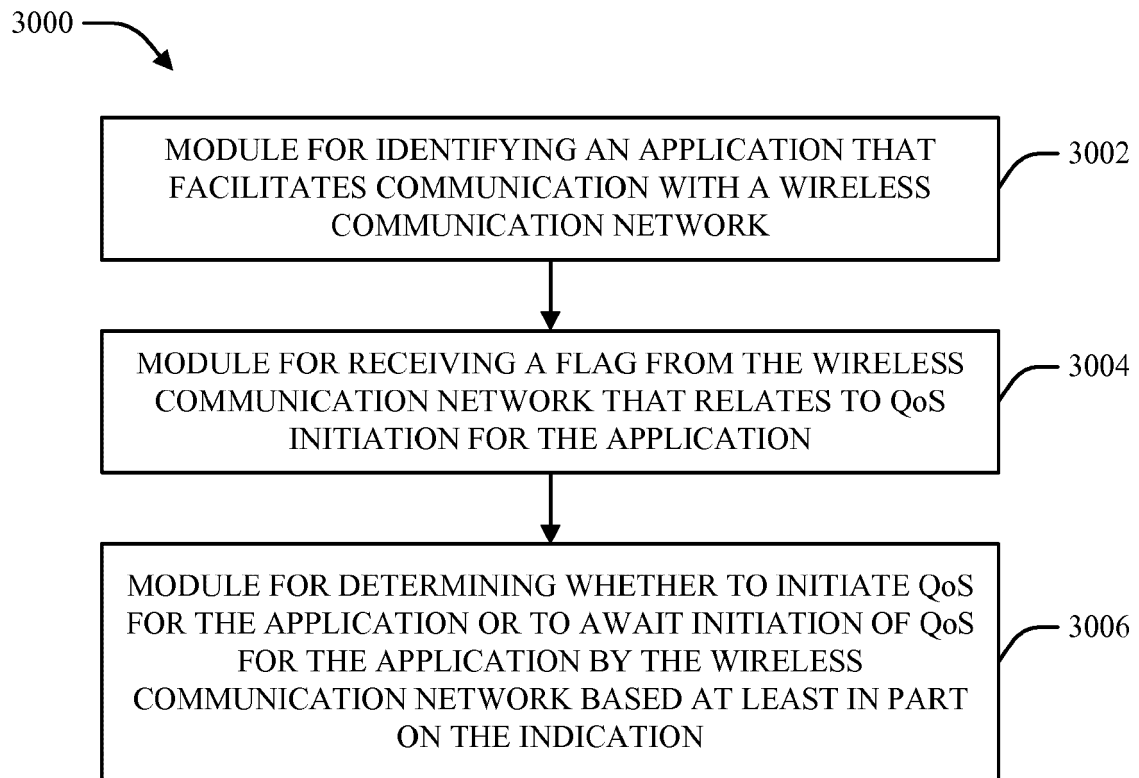 3000
MODULE FOR IDENTIFYING AN APPLICATION THAT
FACILITATES COMMUNICATION WITH A WIRELESS
COMMUNICATION NETWORK
3002
MODULE FOR RECEIVING A FLAG FROM THE WIRELESS
COMMUNICATION NETWORK THAT RELATES TO QoS
INITIATION FOR THE APPLICATION
3004
MODULE FOR DETERMINING WHETHER TO INITIATE QoS
FOR THE APPLICATION OR TO AWAIT INITIATION OF QoS
FOR THE APPLICATION BY THE WIRELESS
COMMUNICATION NETWORK BASED AT LEAST IN PART
ON THE INDICATION
3006